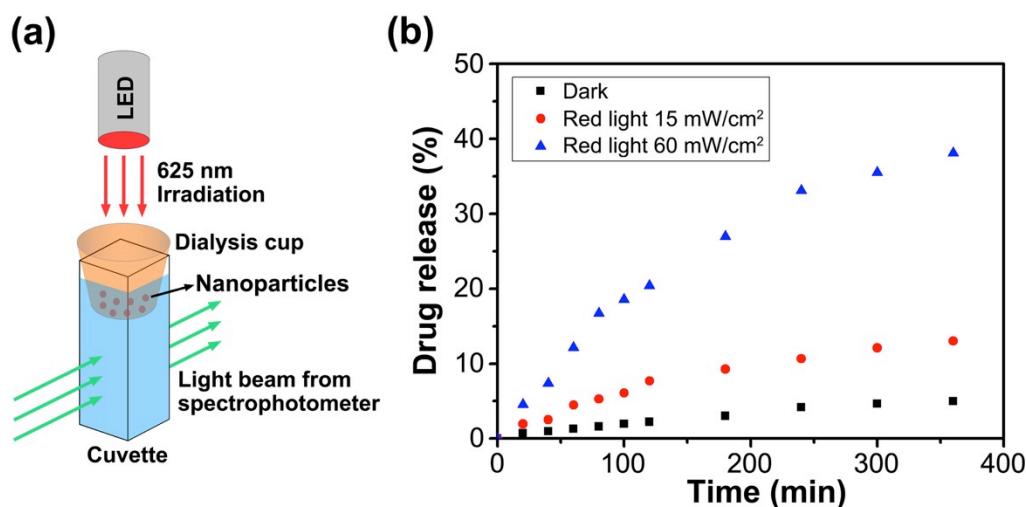 (a)
LED
625 nm
Irradiation
Dialysis cup
Nanoparticles
Light beam from
spectrophotometer
Cuvette
(b)
50
40
30
20
10
0
Dark
Red light 15 mW/cm²
Red light 60 mW/cm²
Drug release (%)
0
100
200
300
400
Time (min)